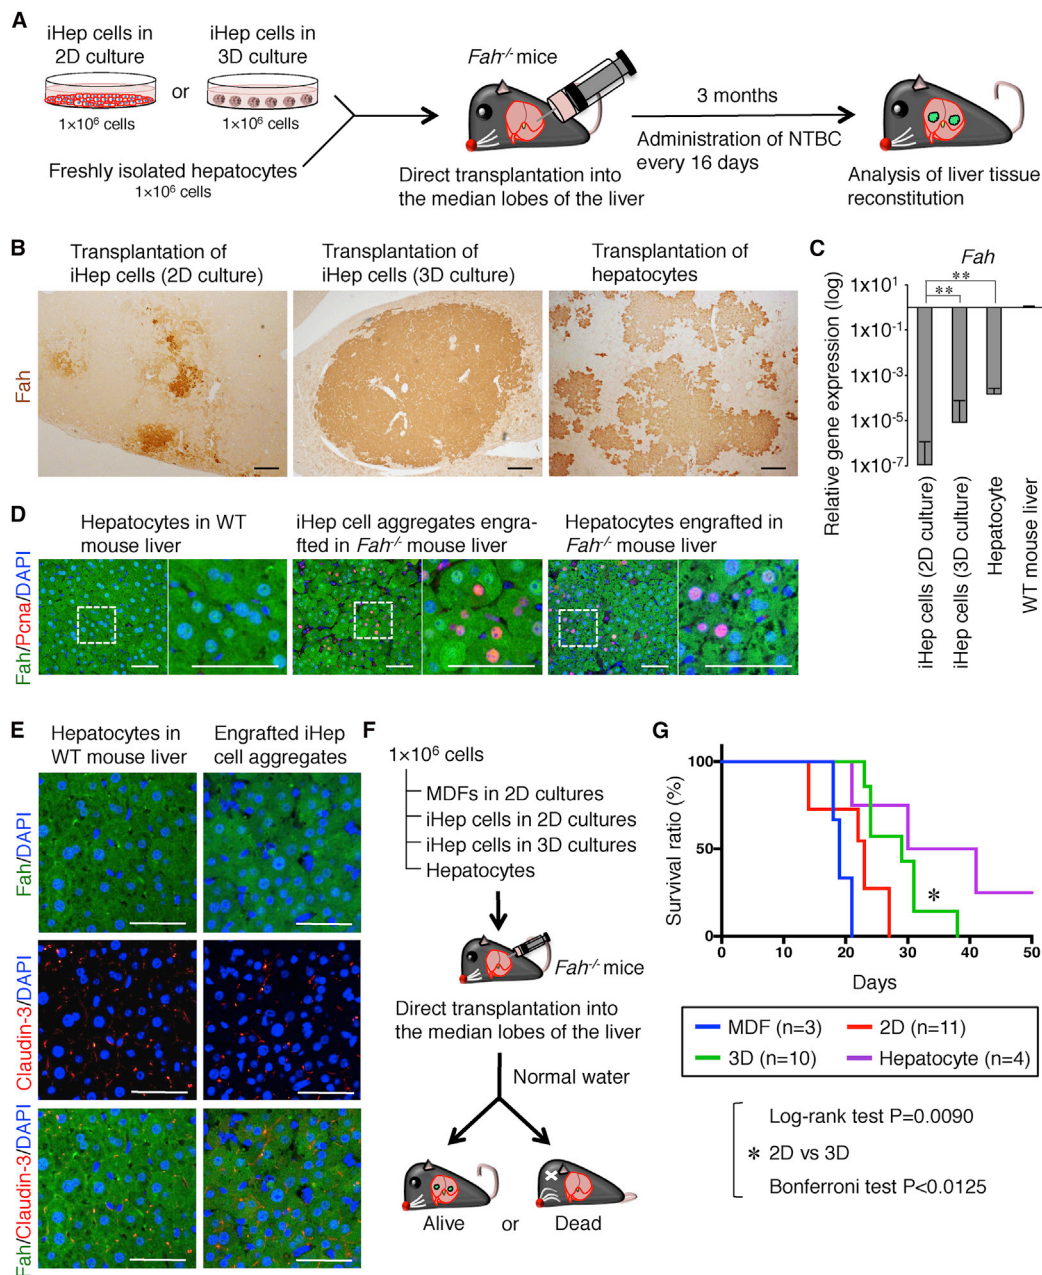 A
iHep cells in
2D culture
or
iHep cells in
3D culture
1×10⁶ cells
1×10⁶ cells
Freshly isolated hepatocytes
1×10⁶ cells
Fah-/- mice
Direct transplantation into
the median lobes of the liver
3 months
Administration of NTBC
every 16 days
Analysis of liver tissue
reconstitution
B
Transplantation of
iHep cells (2D culture)
Transplantation of
iHep cells (3D culture)
Transplantation of
hepatocytes
Fah
C
Fah
**
**
Relative gene expression (log)
1x10¹
1x10⁻¹
1x10⁻³
1x10⁻⁵
1x10⁻⁷
iHep cells (2D culture)
iHep cells (3D culture)
Hepatocyte
WT mouse liver
D
Hepatocytes in WT
mouse liver
iHep cell aggregates engra-
fted in Fah-/- mouse liver
Hepatocytes engrafted in
Fah-/- mouse liver
Fah/Pcna/DAPI
E
Hepatocytes in
WT mouse liver
Engrafted iHep
cell aggregates
Fah/DAPI
Claudin-3/DAPI
Fah/Claudin-3/DAPI
F
1×10⁶ cells
MDFs in 2D cultures
iHep cells in 2D cultures
iHep cells in 3D cultures
Hepatocytes
Fah-/- mice
Direct transplantation into
the median lobes of the liver
Normal water
Alive or Dead
G
Survival ratio (%)
100
50
0
*
0 10 20 30 40 50
Days
MDF (n=3)
2D (n=11)
3D (n=10)
Hepatocyte (n=4)
Log-rank test P=0.0090
* 2D vs 3D
Bonferroni test P<0.0125